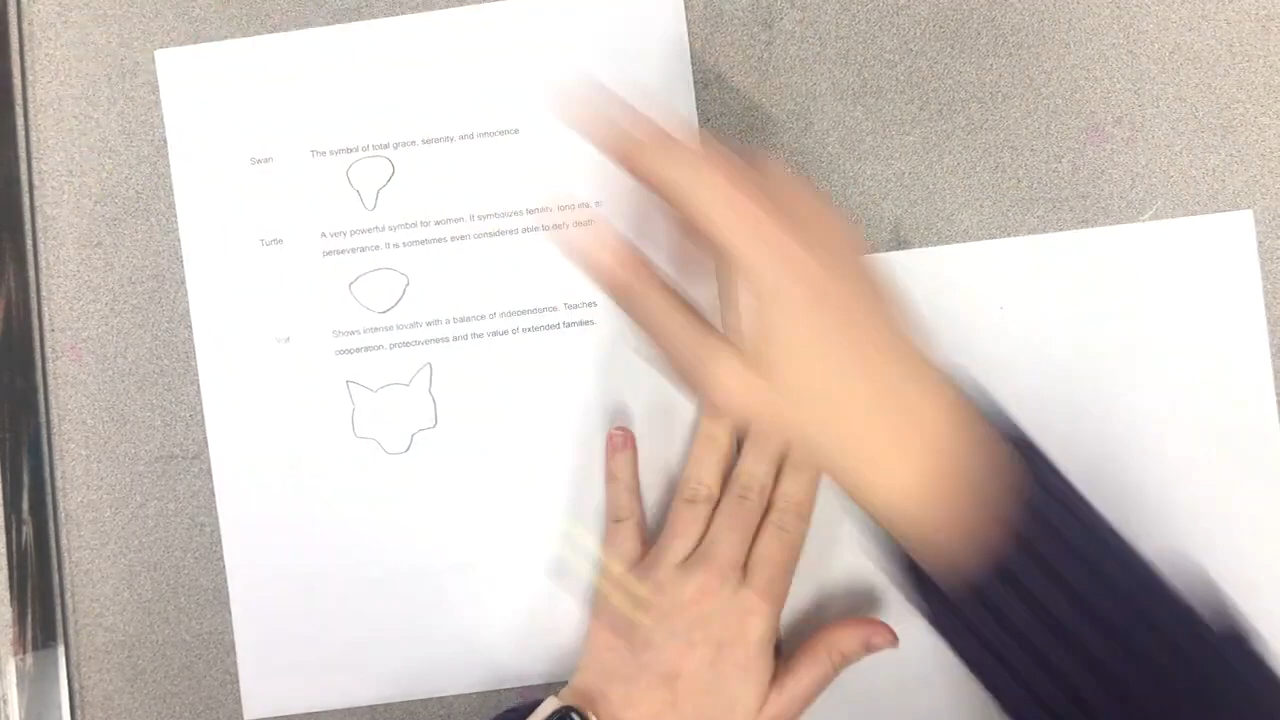 Swan The symbol of total grace, serenity, and innocence
Turtle A very powerful symbol for women. It symbolizes fertility, long life,
perseverance. It is sometimes even considered able to defy death.
Shows intense loyalty with a balance of independence. Teaches
cooperation, protectiveness and the value of extended families.